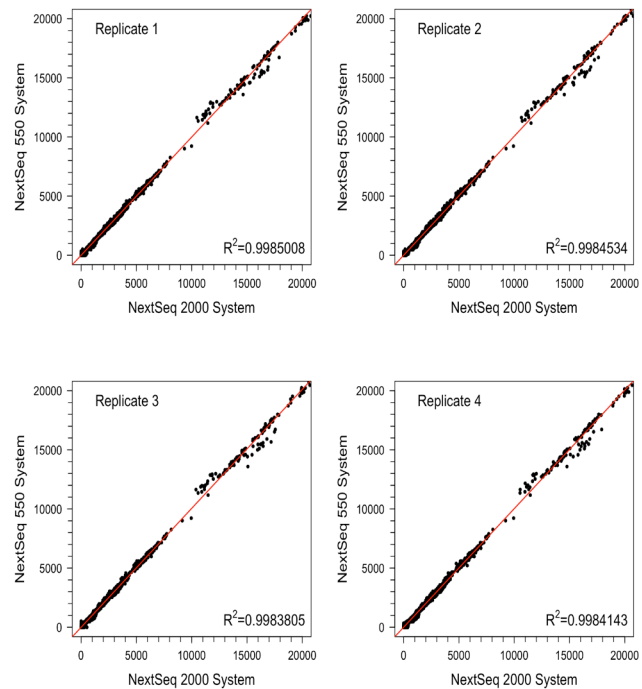 Replicate 1
20000
15000
10000
5000
0
NextSeq 550 System
R²=0.9985008
0 5000 10000 15000 20000
NextSeq 2000 System
Replicate 2
20000
15000
10000
5000
0
NextSeq 550 System
R²=0.9984534
0 5000 10000 15000 20000
NextSeq 2000 System
Replicate 3
20000
15000
10000
5000
0
NextSeq 550 System
R²=0.9983805
0 5000 10000 15000 20000
NextSeq 2000 System
Replicate 4
20000
15000
10000
5000
0
NextSeq 550 System
R²=0.9984143
0 5000 10000 15000 20000
NextSeq 2000 System